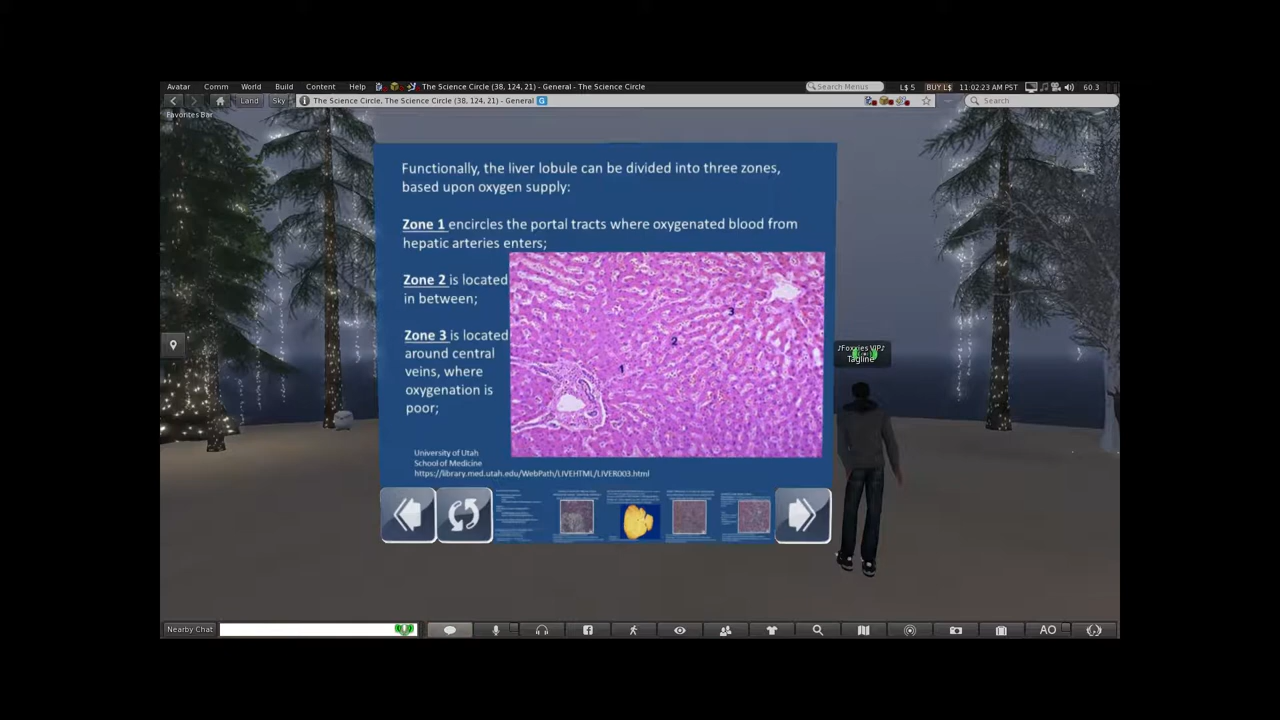 Avatar Comm World Build Content Help The Science Circle (38, 124, 21) - General - The Science Circle Search Menus L$ 5 BUY L$ 11:02:23 AM PST 60.3
Land Sky The Science Circle, The Science Circle (38, 124, 21) - General G Search
Favorites Bar
Functionally, the liver lobule can be divided into three zones,
based upon oxygen supply:
Zone 1 encircles the portal tracts where oxygenated blood from
hepatic arteries enters;
Zone 2 is located
in between;
Zone 3 is located
around central
veins, where
oxygenation is
poor;
1
2
3
University of Utah
School of Medicine
https://library.med.utah.edu/WebPath/LIVEHTML/LIVER003.html
♪Foxxies VIP♪
Tagline
Nearby Chat AO